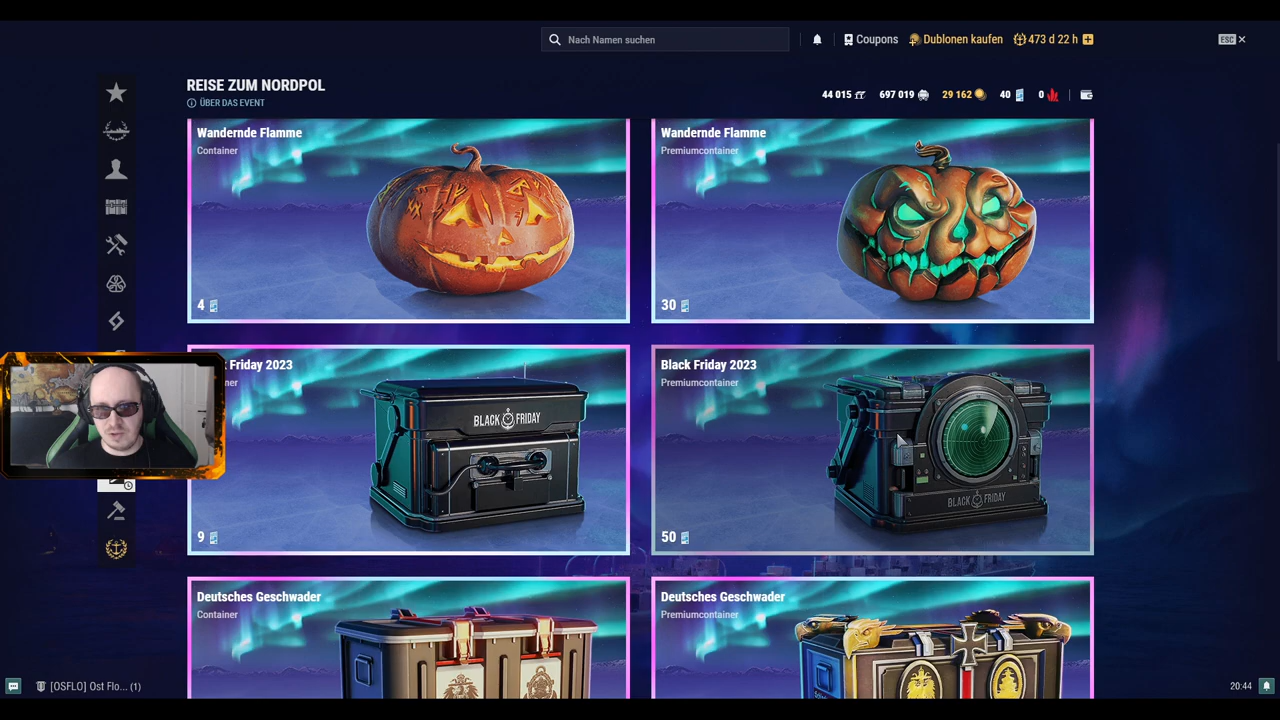 Nach Namen suchen
Coupons
Dublonen kaufen
473 d 22 h
ESC
REISE ZUM NORDPOL
ÜBER DAS EVENT
44 015
697 019
29 162
40
0
Wandernde Flamme
Container
4
Wandernde Flamme
Premiumcontainer
30
Friday 2023
BLACK FRIDAY
9
Black Friday 2023
Premiumcontainer
BLACK FRIDAY
50
Deutsches Geschwader
Container
Deutsches Geschwader
Premiumcontainer
[OSFLO] Ost Flo... (1)
20:44